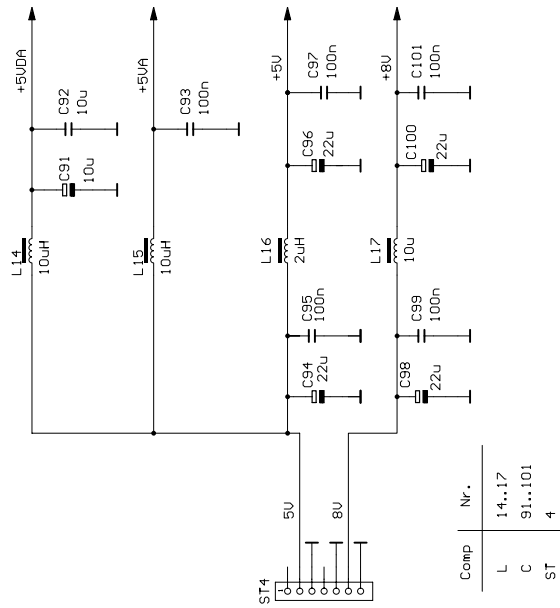 +5VDA
C92
10u
C91
10u
L14
10uH
+5VA
C93
100n
L15
10uH
+5V
C97
100n
C96
22u
L16
2uH
C95
100n
C94
22u
+8V
C101
100n
C100
22u
L17
10u
C99
100n
C98
22u
5V
8V
ST4
1
Comp Nr.
L 14..17
C 91..101
ST 4